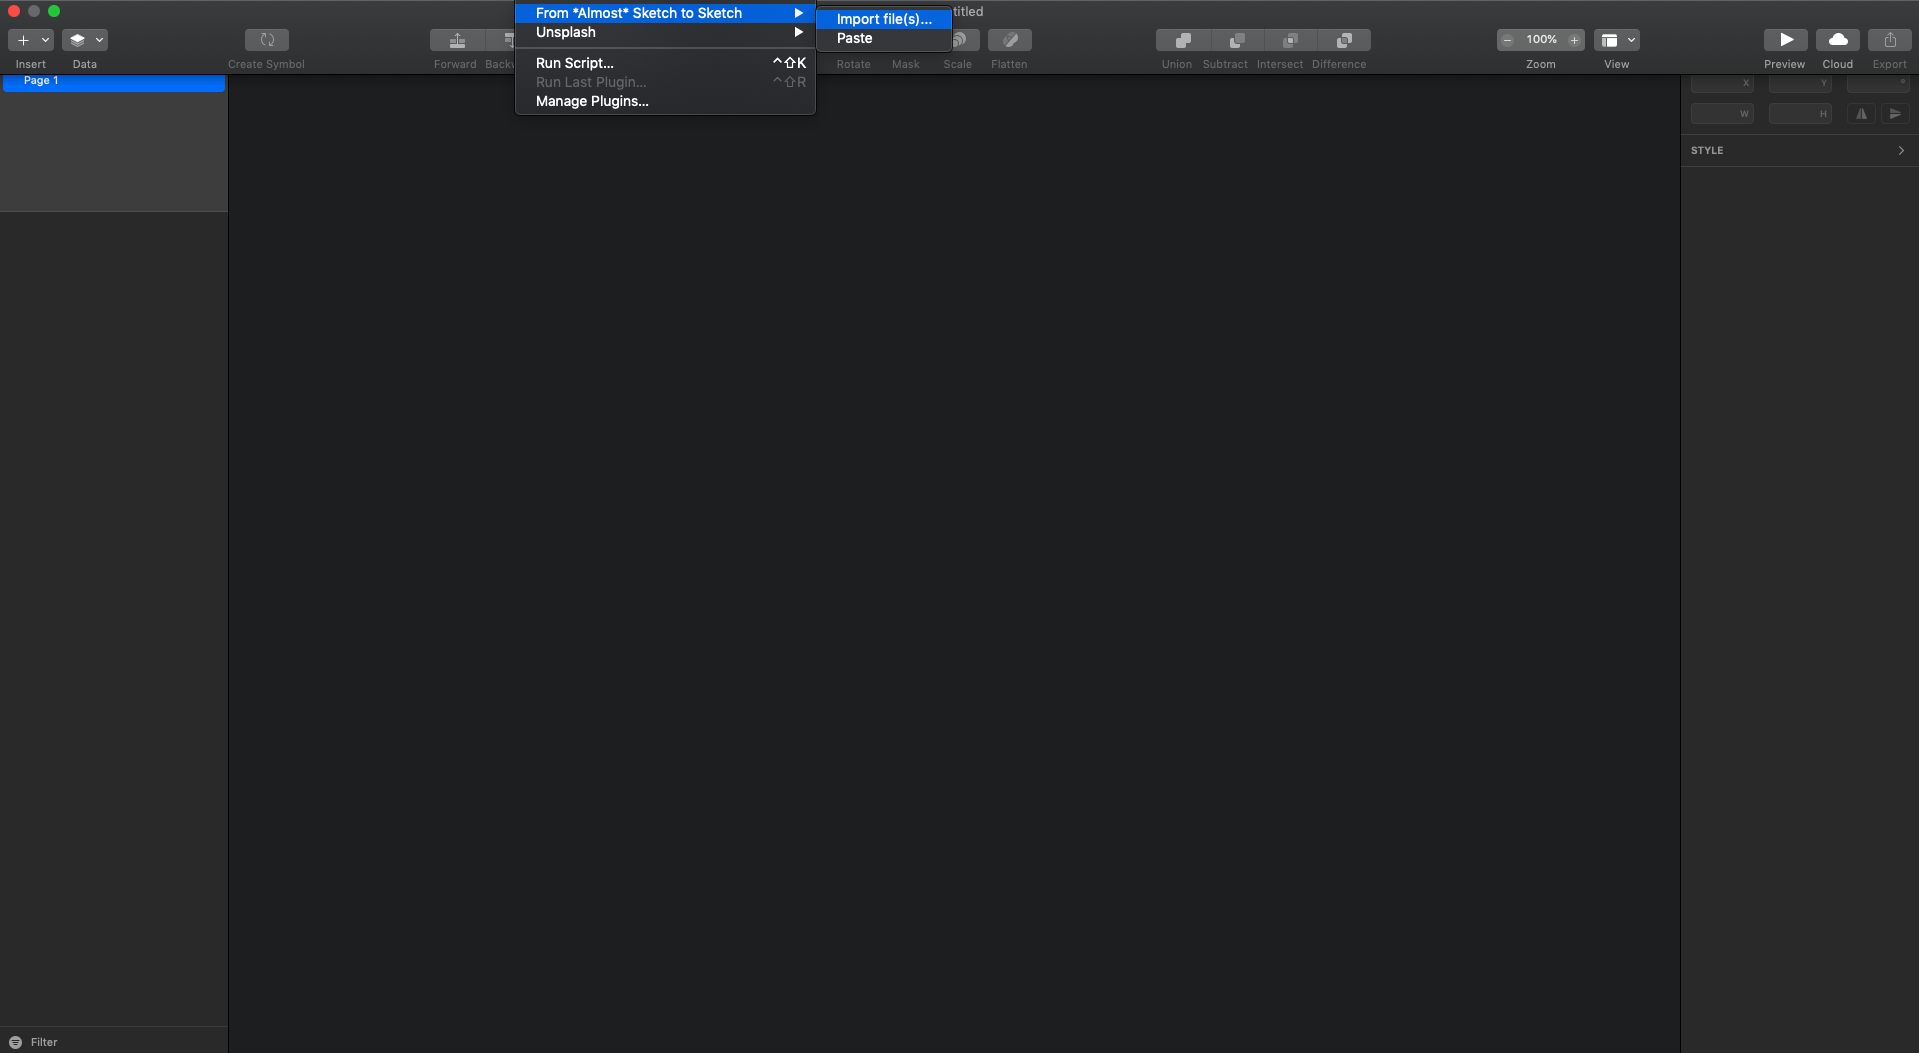 titled
From *Almost* Sketch to Sketch
Import file(s)...
Unsplash
Paste
100%
Insert
Data
Create Symbol
Forward
Run Script... ^⇧K
Rotate
Mask
Scale
Flatten
Union
Subtract
Intersect
Difference
Zoom
View
Preview
Cloud
Export
Page 1
Run Last Plugin... ^⇧R
X
Y
°
Manage Plugins...
W
H
STYLE
Filter